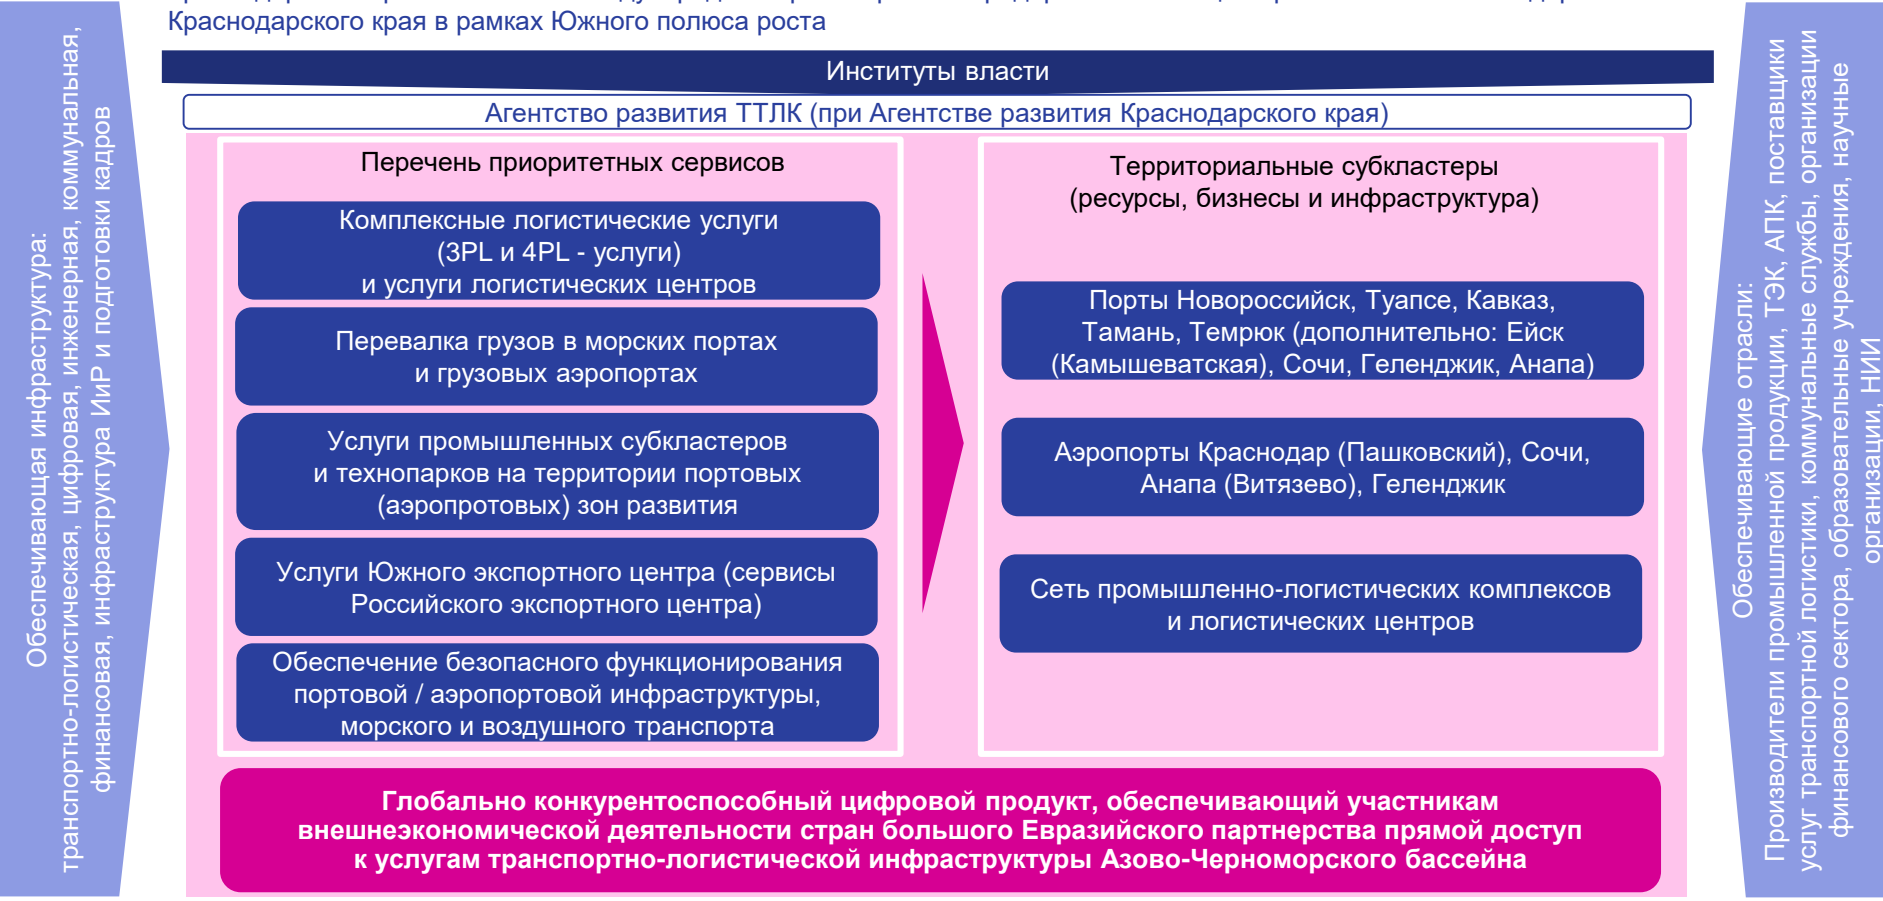 Краснодарского края в рамках Южного полюса роста
Институты власти
Агентство развития ТТЛК (при Агентстве развития Краснодарского края)
Обеспечивающая инфраструктура:
транспортно-логистическая, цифровая, инженерная, коммунальная,
финансовая, инфраструктура ИиР и подготовки кадров
Перечень приоритетных сервисов
Комплексные логистические услуги
(3PL и 4PL - услуги)
и услуги логистических центров
Перевалка грузов в морских портах
и грузовых аэропортах
Услуги промышленных субкластеров
и технопарков на территории портовых
(аэропротовых) зон развития
Услуги Южного экспортного центра (сервисы
Российского экспортного центра)
Обеспечение безопасного функционирования
портовой / аэропортовой инфраструктуры,
морского и воздушного транспорта
Территориальные субкластеры
(ресурсы, бизнесы и инфраструктура)
Порты Новороссийск, Туапсе, Кавказ,
Тамань, Темрюк (дополнительно: Ейск
(Камышеватская), Сочи, Геленджик, Анапа)
Аэропорты Краснодар (Пашковский), Сочи,
Анапа (Витязево), Геленджик
Сеть промышленно-логистических комплексов
и логистических центров
Глобально конкурентоспособный цифровой продукт, обеспечивающий участникам
внешнеэкономической деятельности стран большого Евразийского партнерства прямой доступ
к услугам транспортно-логистической инфраструктуры Азово-Черноморского бассейна
Обеспечивающие отрасли:
Производители промышленной продукции, ТЭК, АПК, поставщики
услуг транспортной логистики, коммунальные службы, организации
финансового сектора, образовательные учреждения, научные
организации, НИИ